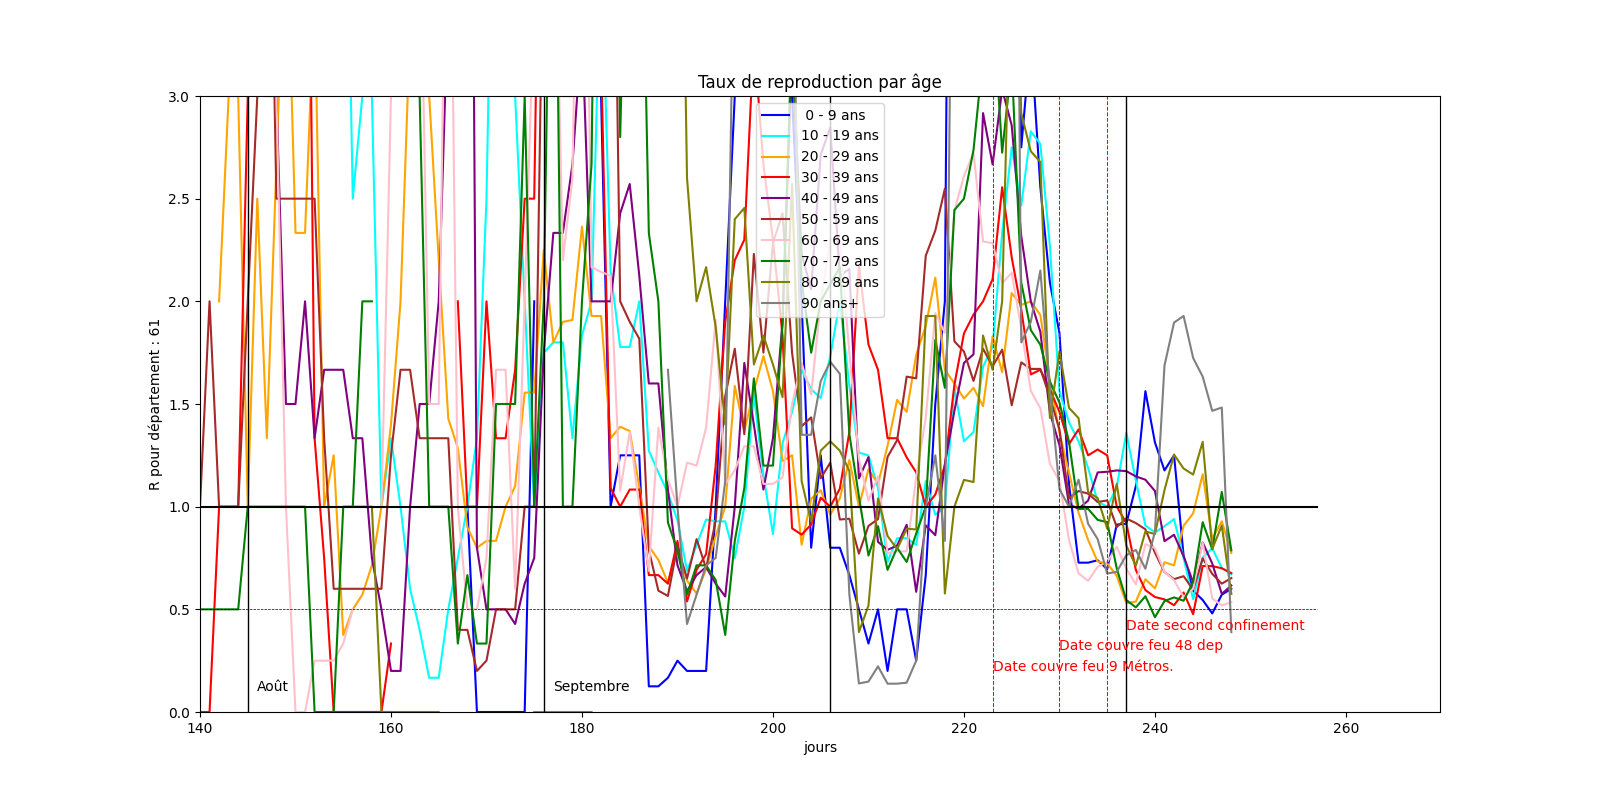 Taux de reproduction par âge
R pour département : 61
3.0
2.5
2.0
1.5
1.0
0.5
0.0
0 - 9 ans
10 - 19 ans
20 - 29 ans
30 - 39 ans
40 - 49 ans
50 - 59 ans
60 - 69 ans
70 - 79 ans
80 - 89 ans
90 ans+
Date second confinement
Date couvre feu 48 dep
Date couvre feu 9 Métros.
Août
Septembre
140 160 180 200 220 240 260
jours